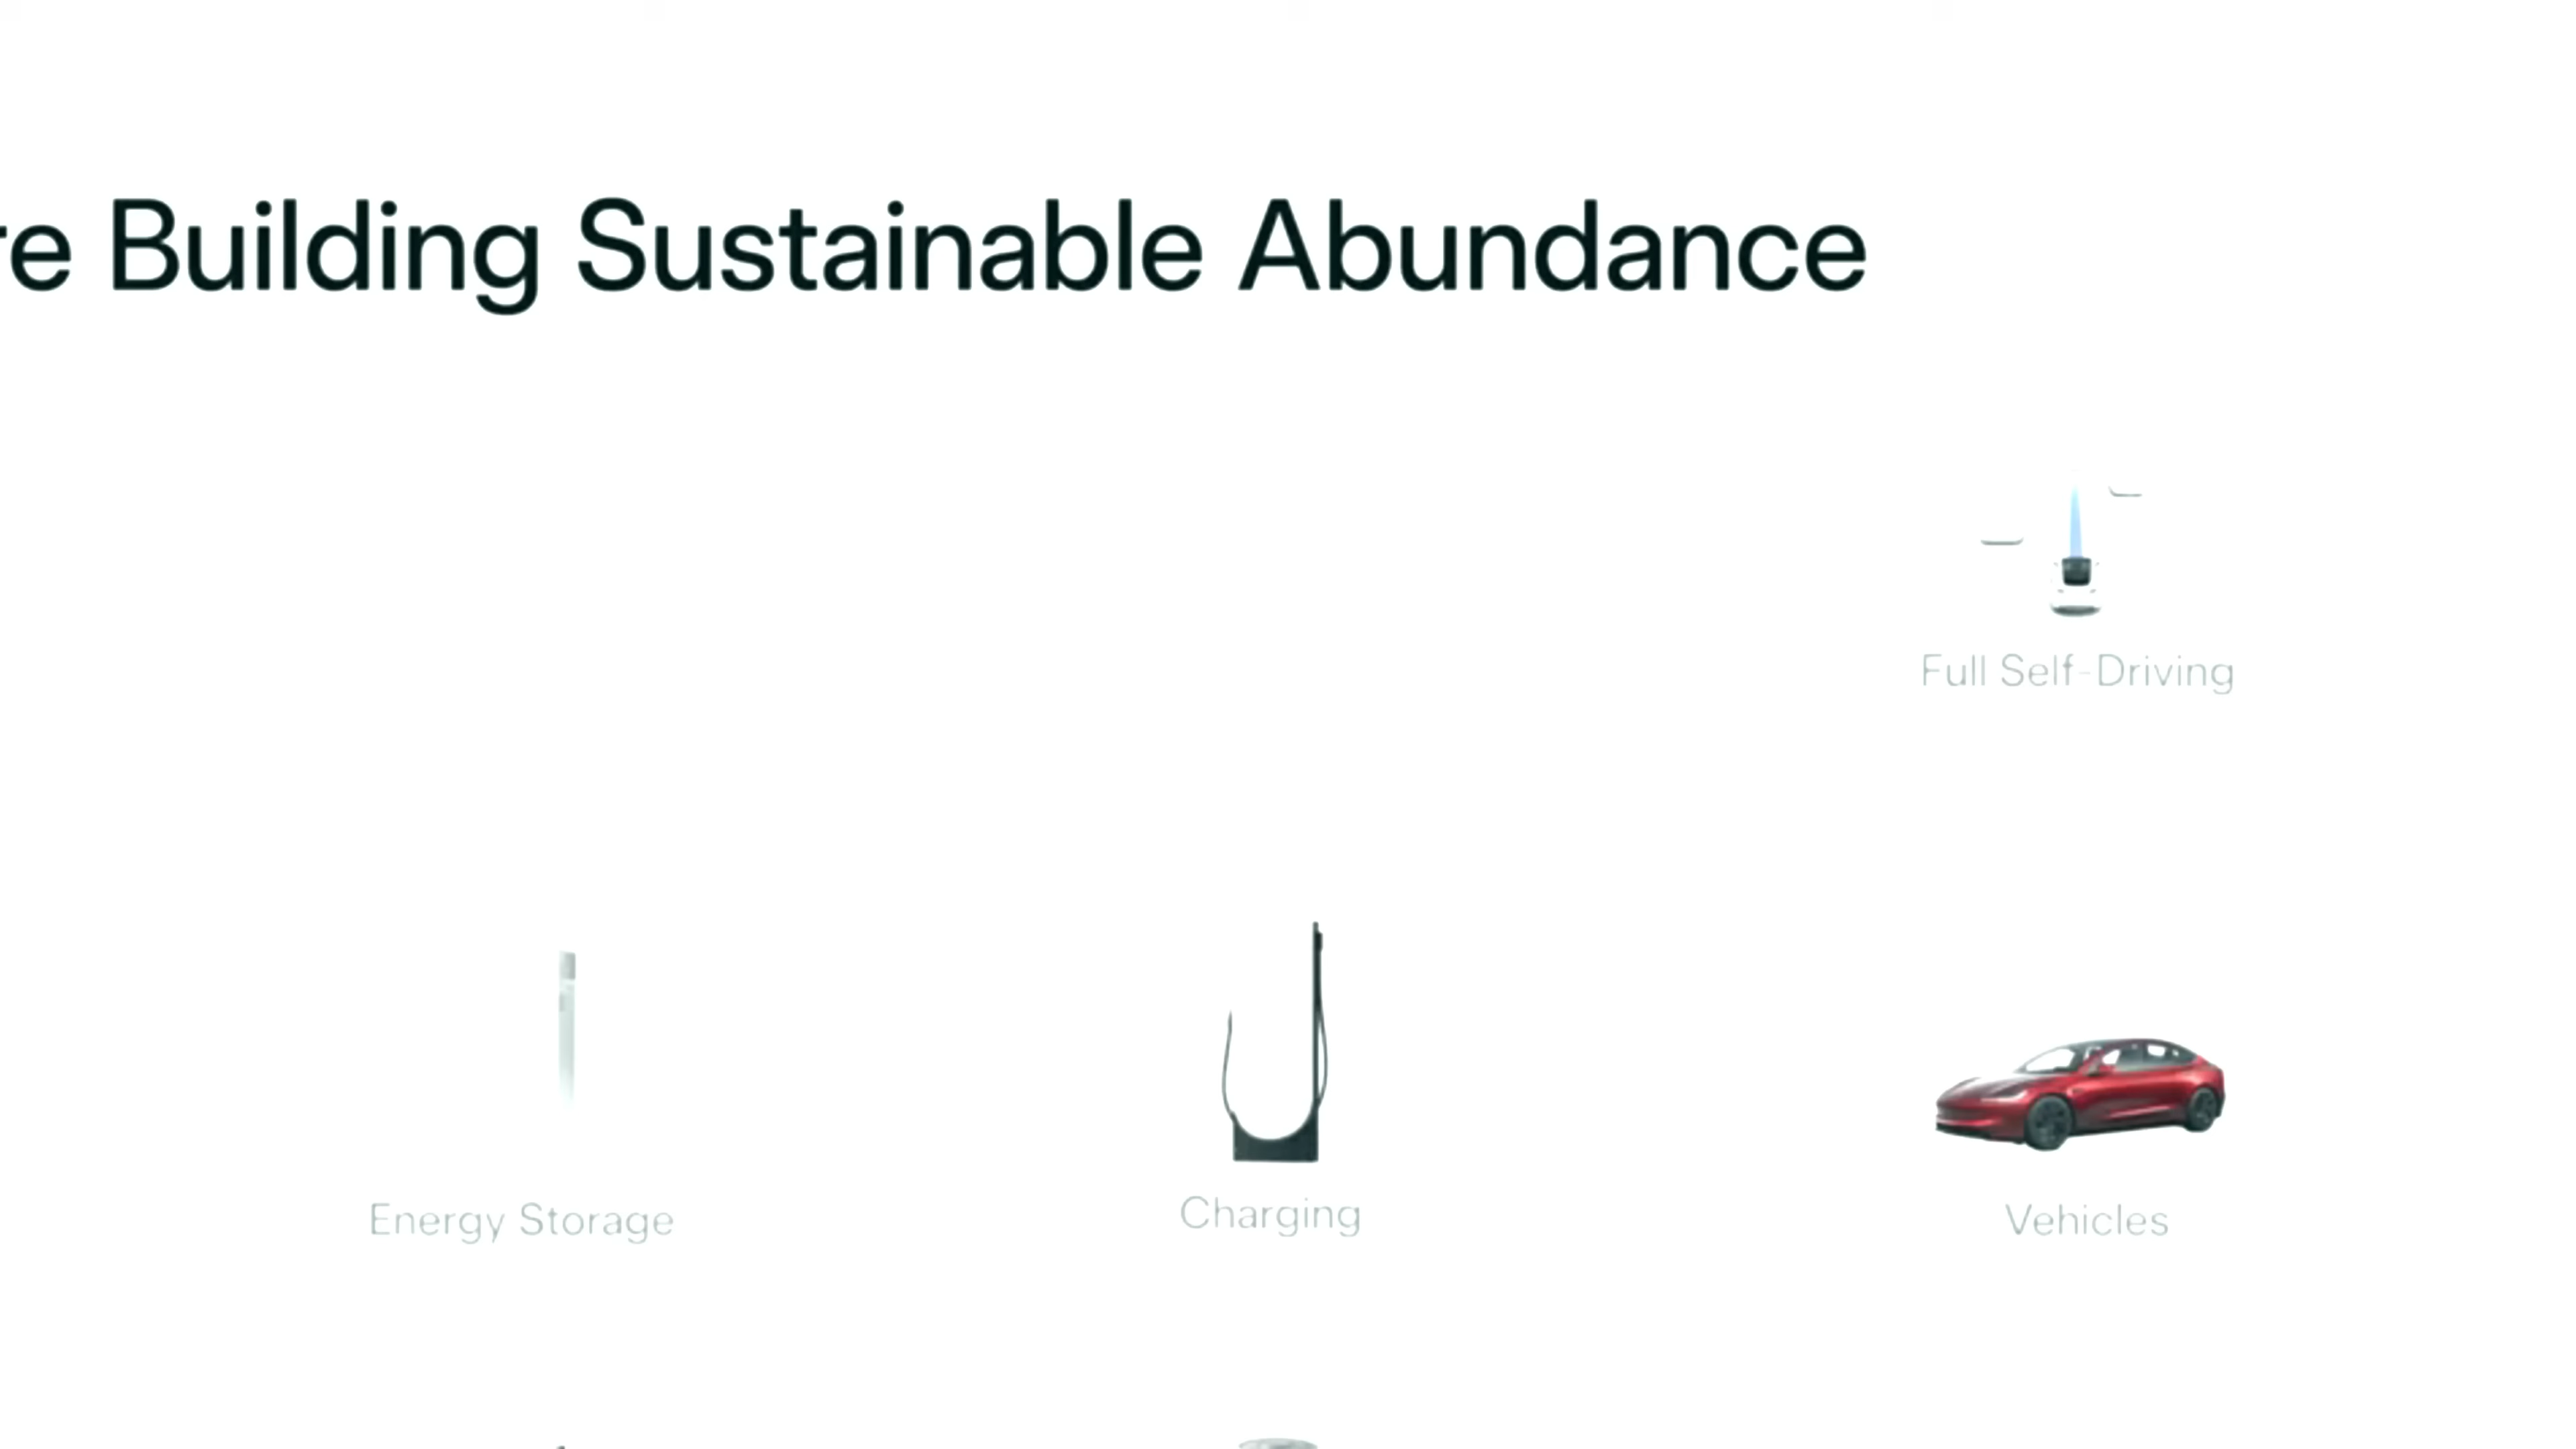 re Building Sustainable Abundance
Full Self-Driving
Energy Storage
Charging
Vehicles